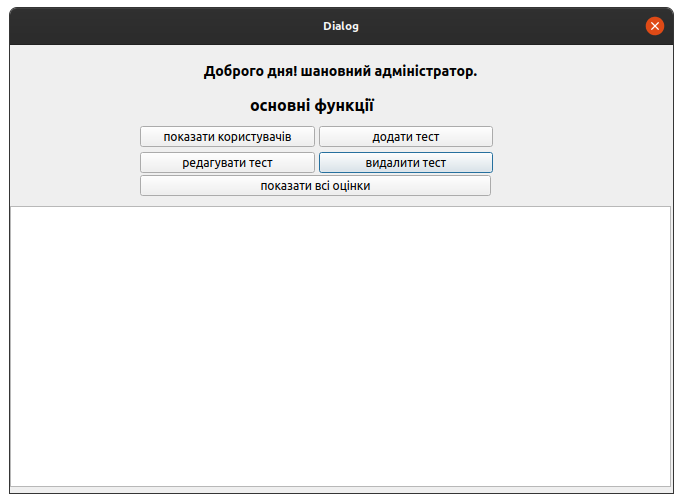 Dialog
Доброго дня! шановний адміністратор.
основні функції
показати користувачів додати тест
редагувати тест видалити тест
показати всі оцінки